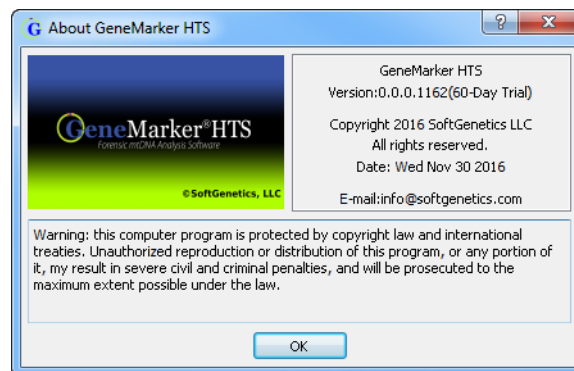 About GeneMarker HTS
GeneMarker®HTS
Forensic mtDNA Analysis Software
©SoftGenetics, LLC
GeneMarker HTS
Version:0.0.0.1162(60-Day Trial)
Copyright 2016 SoftGenetics LLC
All rights reserved.
Date: Wed Nov 30 2016
E-mail:info@softgenetics.com
Warning: this computer program is protected by copyright law and international
treaties. Unauthorized reproduction or distribution of this program, or any portion of
it, my result in severe civil and criminal penalties, and will be prosecuted to the
maximum extent possible under the law.
OK